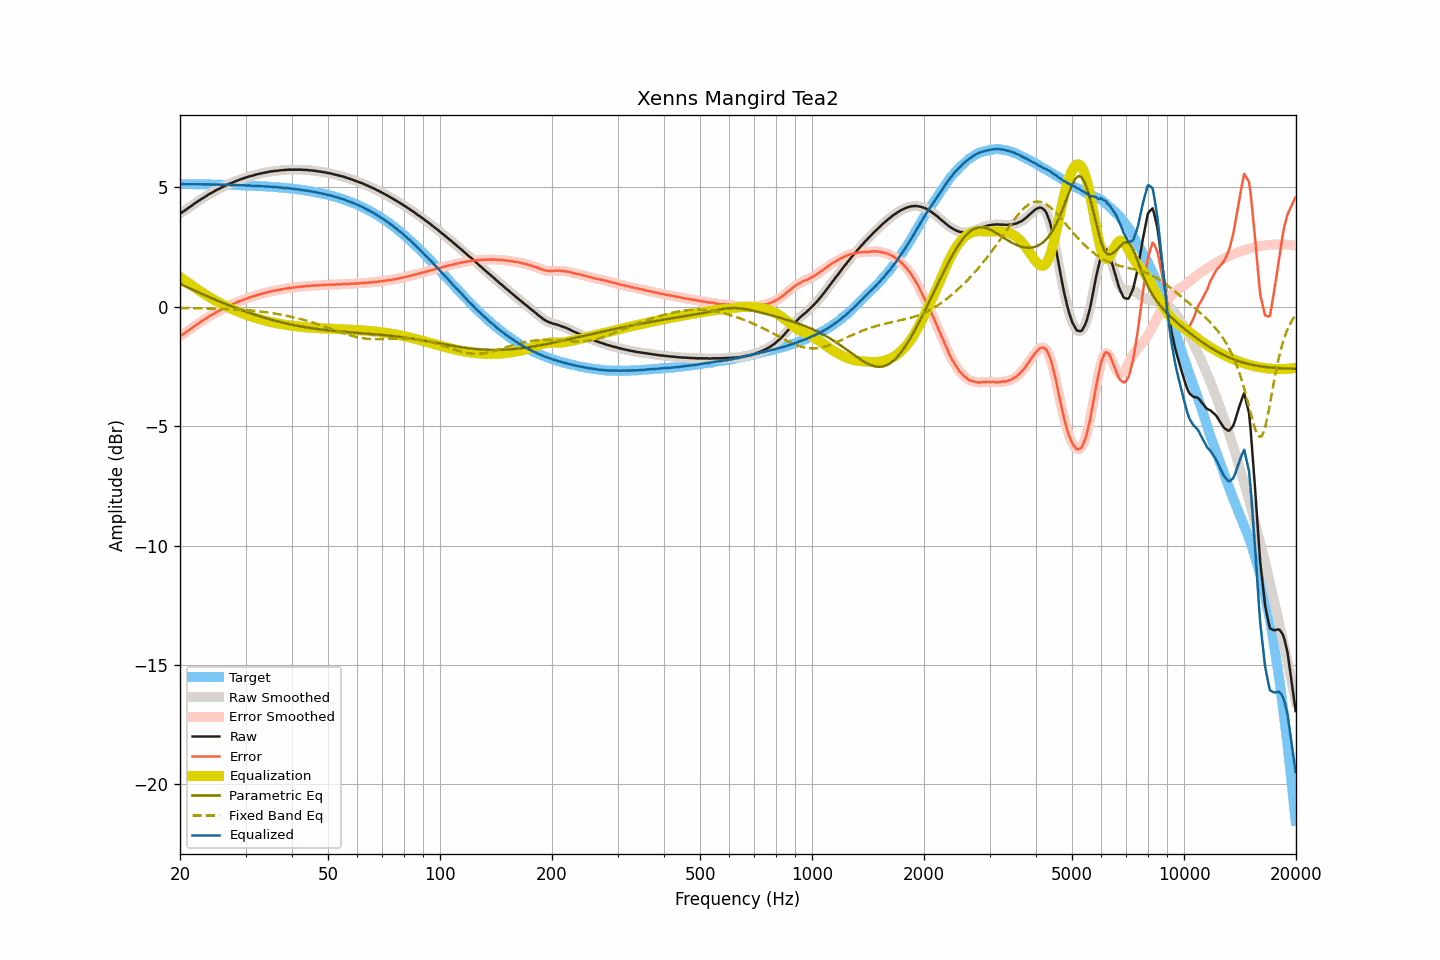 Xenns Mangird Tea2
Amplitude (dBr)
5
0
−5
−10
−15
−20
Target
Raw Smoothed
Error Smoothed
Raw
Error
Equalization
Parametric Eq
Fixed Band Eq
Equalized
20 50 100 200 500 1000 2000 5000 10000 20000
Frequency (Hz)